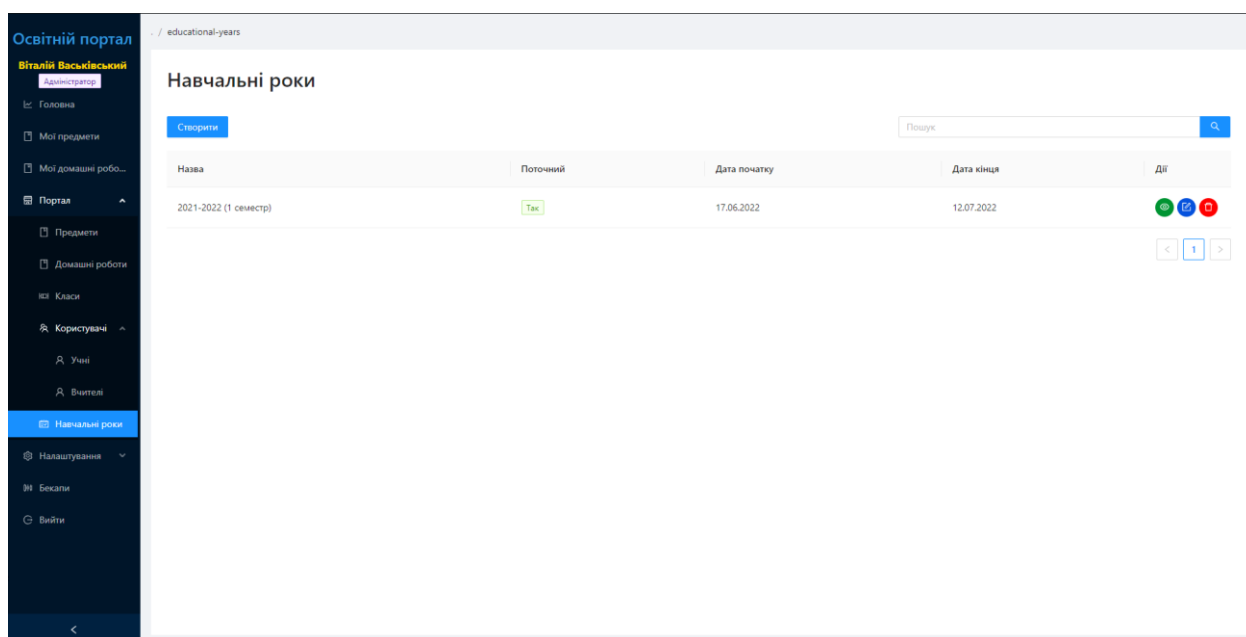 Освітній портал
Віталій Васьківський
Адміністратор
Головна
Мої предмети
Мої домашні робо...
Портал
Предмети
Домашні роботи
Класи
Користувачі
Учні
Вчителі
Навчальні роки
Налаштування
Бекапи
Вийти
. / educational-years
Навчальні роки
Створити
Пошук
Назва Поточний Дата початку Дата кінця Дії
2021-2022 (1 семестр) Так 17.06.2022 12.07.2022
< 1 >